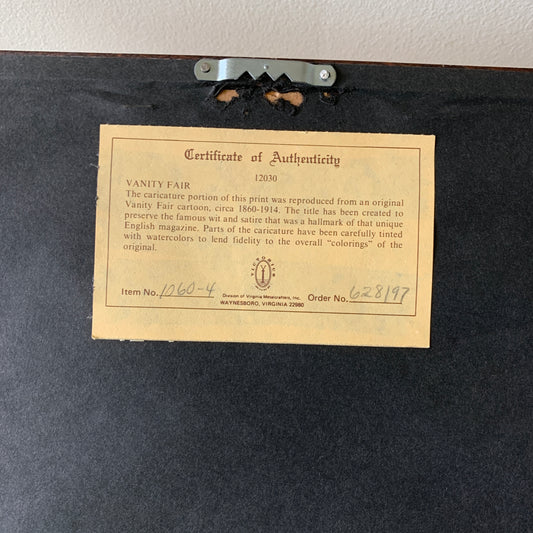 Certificate of Authenticity
12030
VANITY FAIR
The caricature portion of this print was reproduced from an original
Vanity Fair cartoon, circa 1860-1914. The title has been created to
preserve the famous wit and satire that was a hallmark of that unique
English magazine. Parts of the caricature have been carefully tinted
with watercolors to lend fidelity to the overall "colorings" of the
original.
Item No. 1060-4
Division of Virginia Metalcrafters, Inc.
WAYNESBORO, VIRGINIA 22980
Order No. 628197